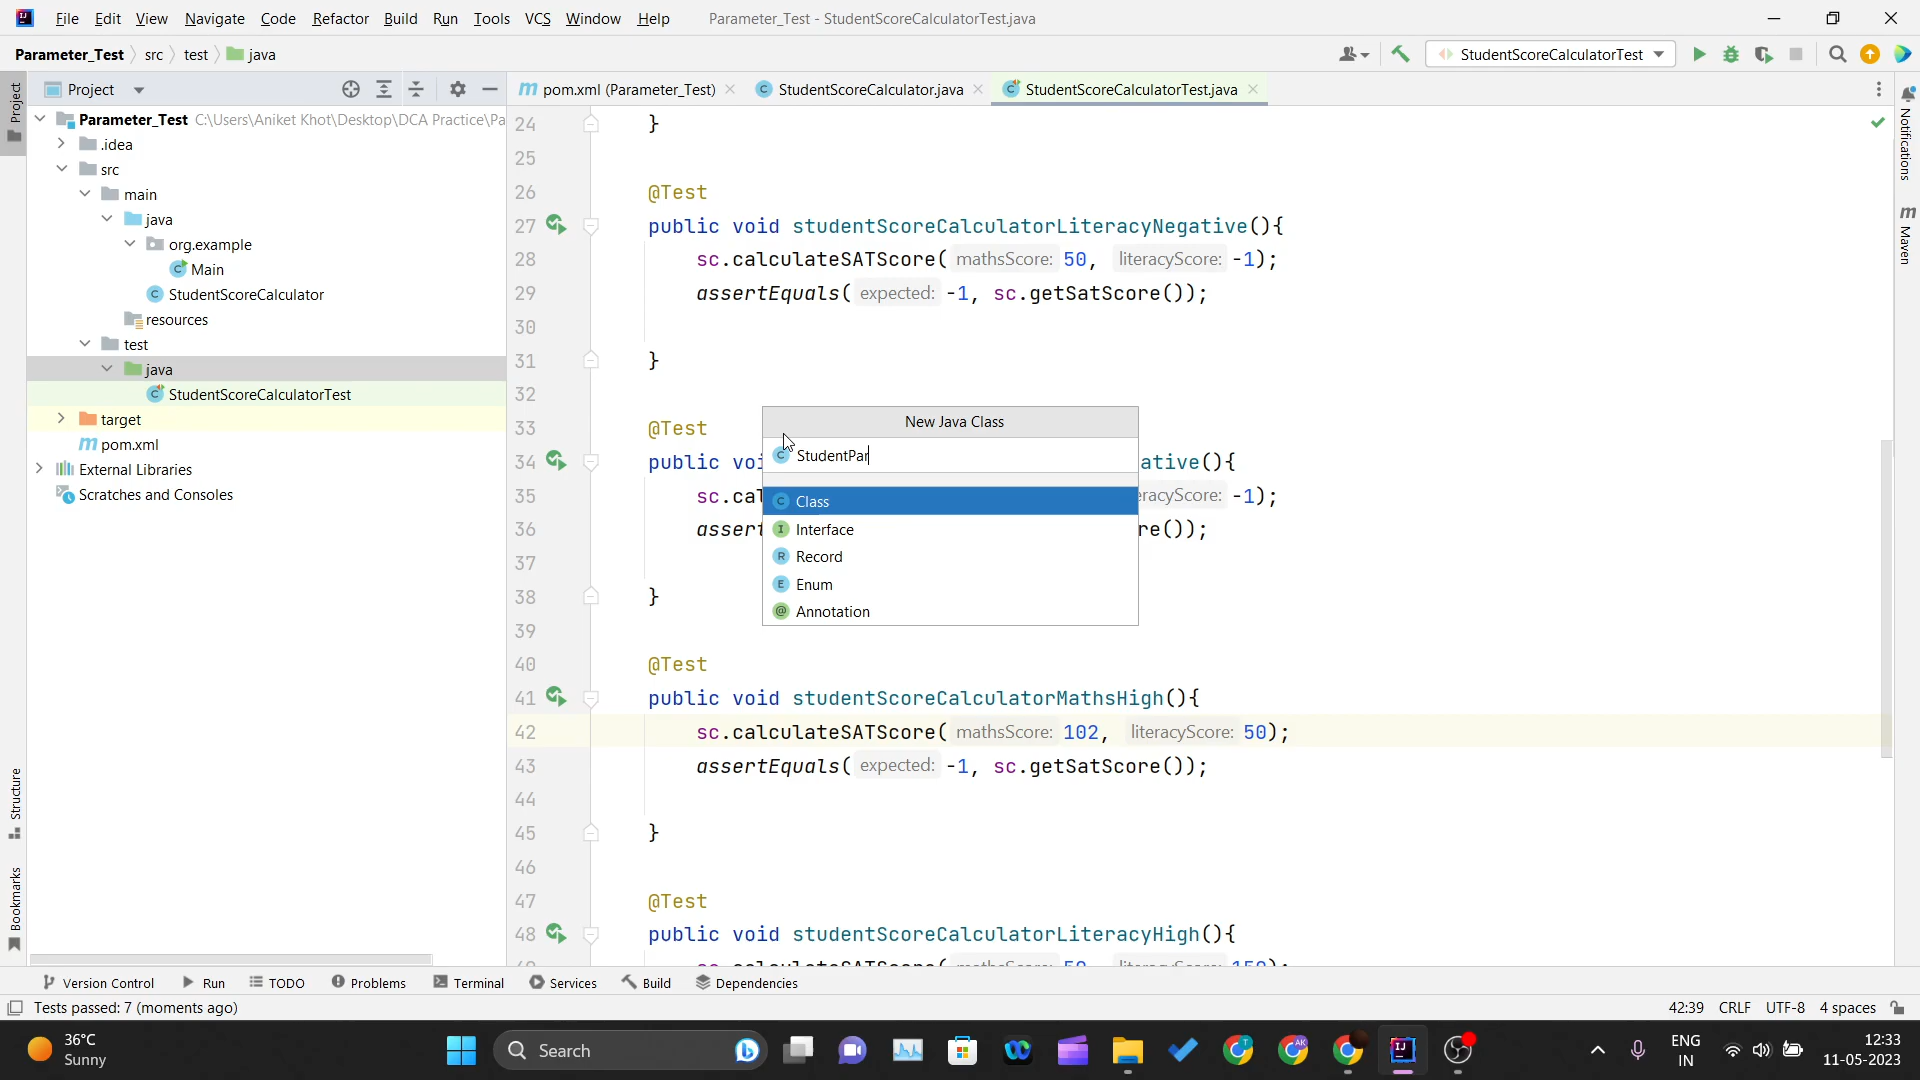 File Edit View Navigate Code Refactor Build Run Tools VCS Window Help Parameter_Test - StudentScoreCalculatorTest.java
Parameter_Test src test java StudentScoreCalculatorTest
Project pom.xml (Parameter_Test) StudentScoreCalculator.java StudentScoreCalculatorTest.java
Project
Notifications
Maven
Structure
Bookmarks
Parameter_Test C:\Users\Aniket Khot\Desktop\DCA Practice\Pa
.idea
src
main
java
org.example
Main
StudentScoreCalculator
resources
test
java
StudentScoreCalculatorTest
target
pom.xml
External Libraries
Scratches and Consoles
24 }
25
26 @Test
27 public void studentScoreCalculatorLiteracyNegative(){
28 sc.calculateSATScore( mathsScore: 50, literacyScore: -1);
29 assertEquals( expected: -1, sc.getSatScore());
30
31 }
32
33 @Test
34 public voi ative(){
35 sc.cal eracyScore: -1);
36 assert re());
37
38 }
39
40 @Test
41 public void studentScoreCalculatorMathsHigh(){
42 sc.calculateSATScore( mathsScore: 102, literacyScore: 50);
43 assertEquals( expected: -1, sc.getSatScore());
44
45 }
46
47 @Test
48 public void studentScoreCalculatorLiteracyHigh(){
New Java Class
StudentPar
Class
Interface
Record
Enum
Annotation
Version Control Run TODO Problems Terminal Services Build Dependencies
Tests passed: 7 (moments ago) 42:39 CRLF UTF-8 4 spaces
36°C
Sunny
Search
ENG
IN
12:33
11-05-2023